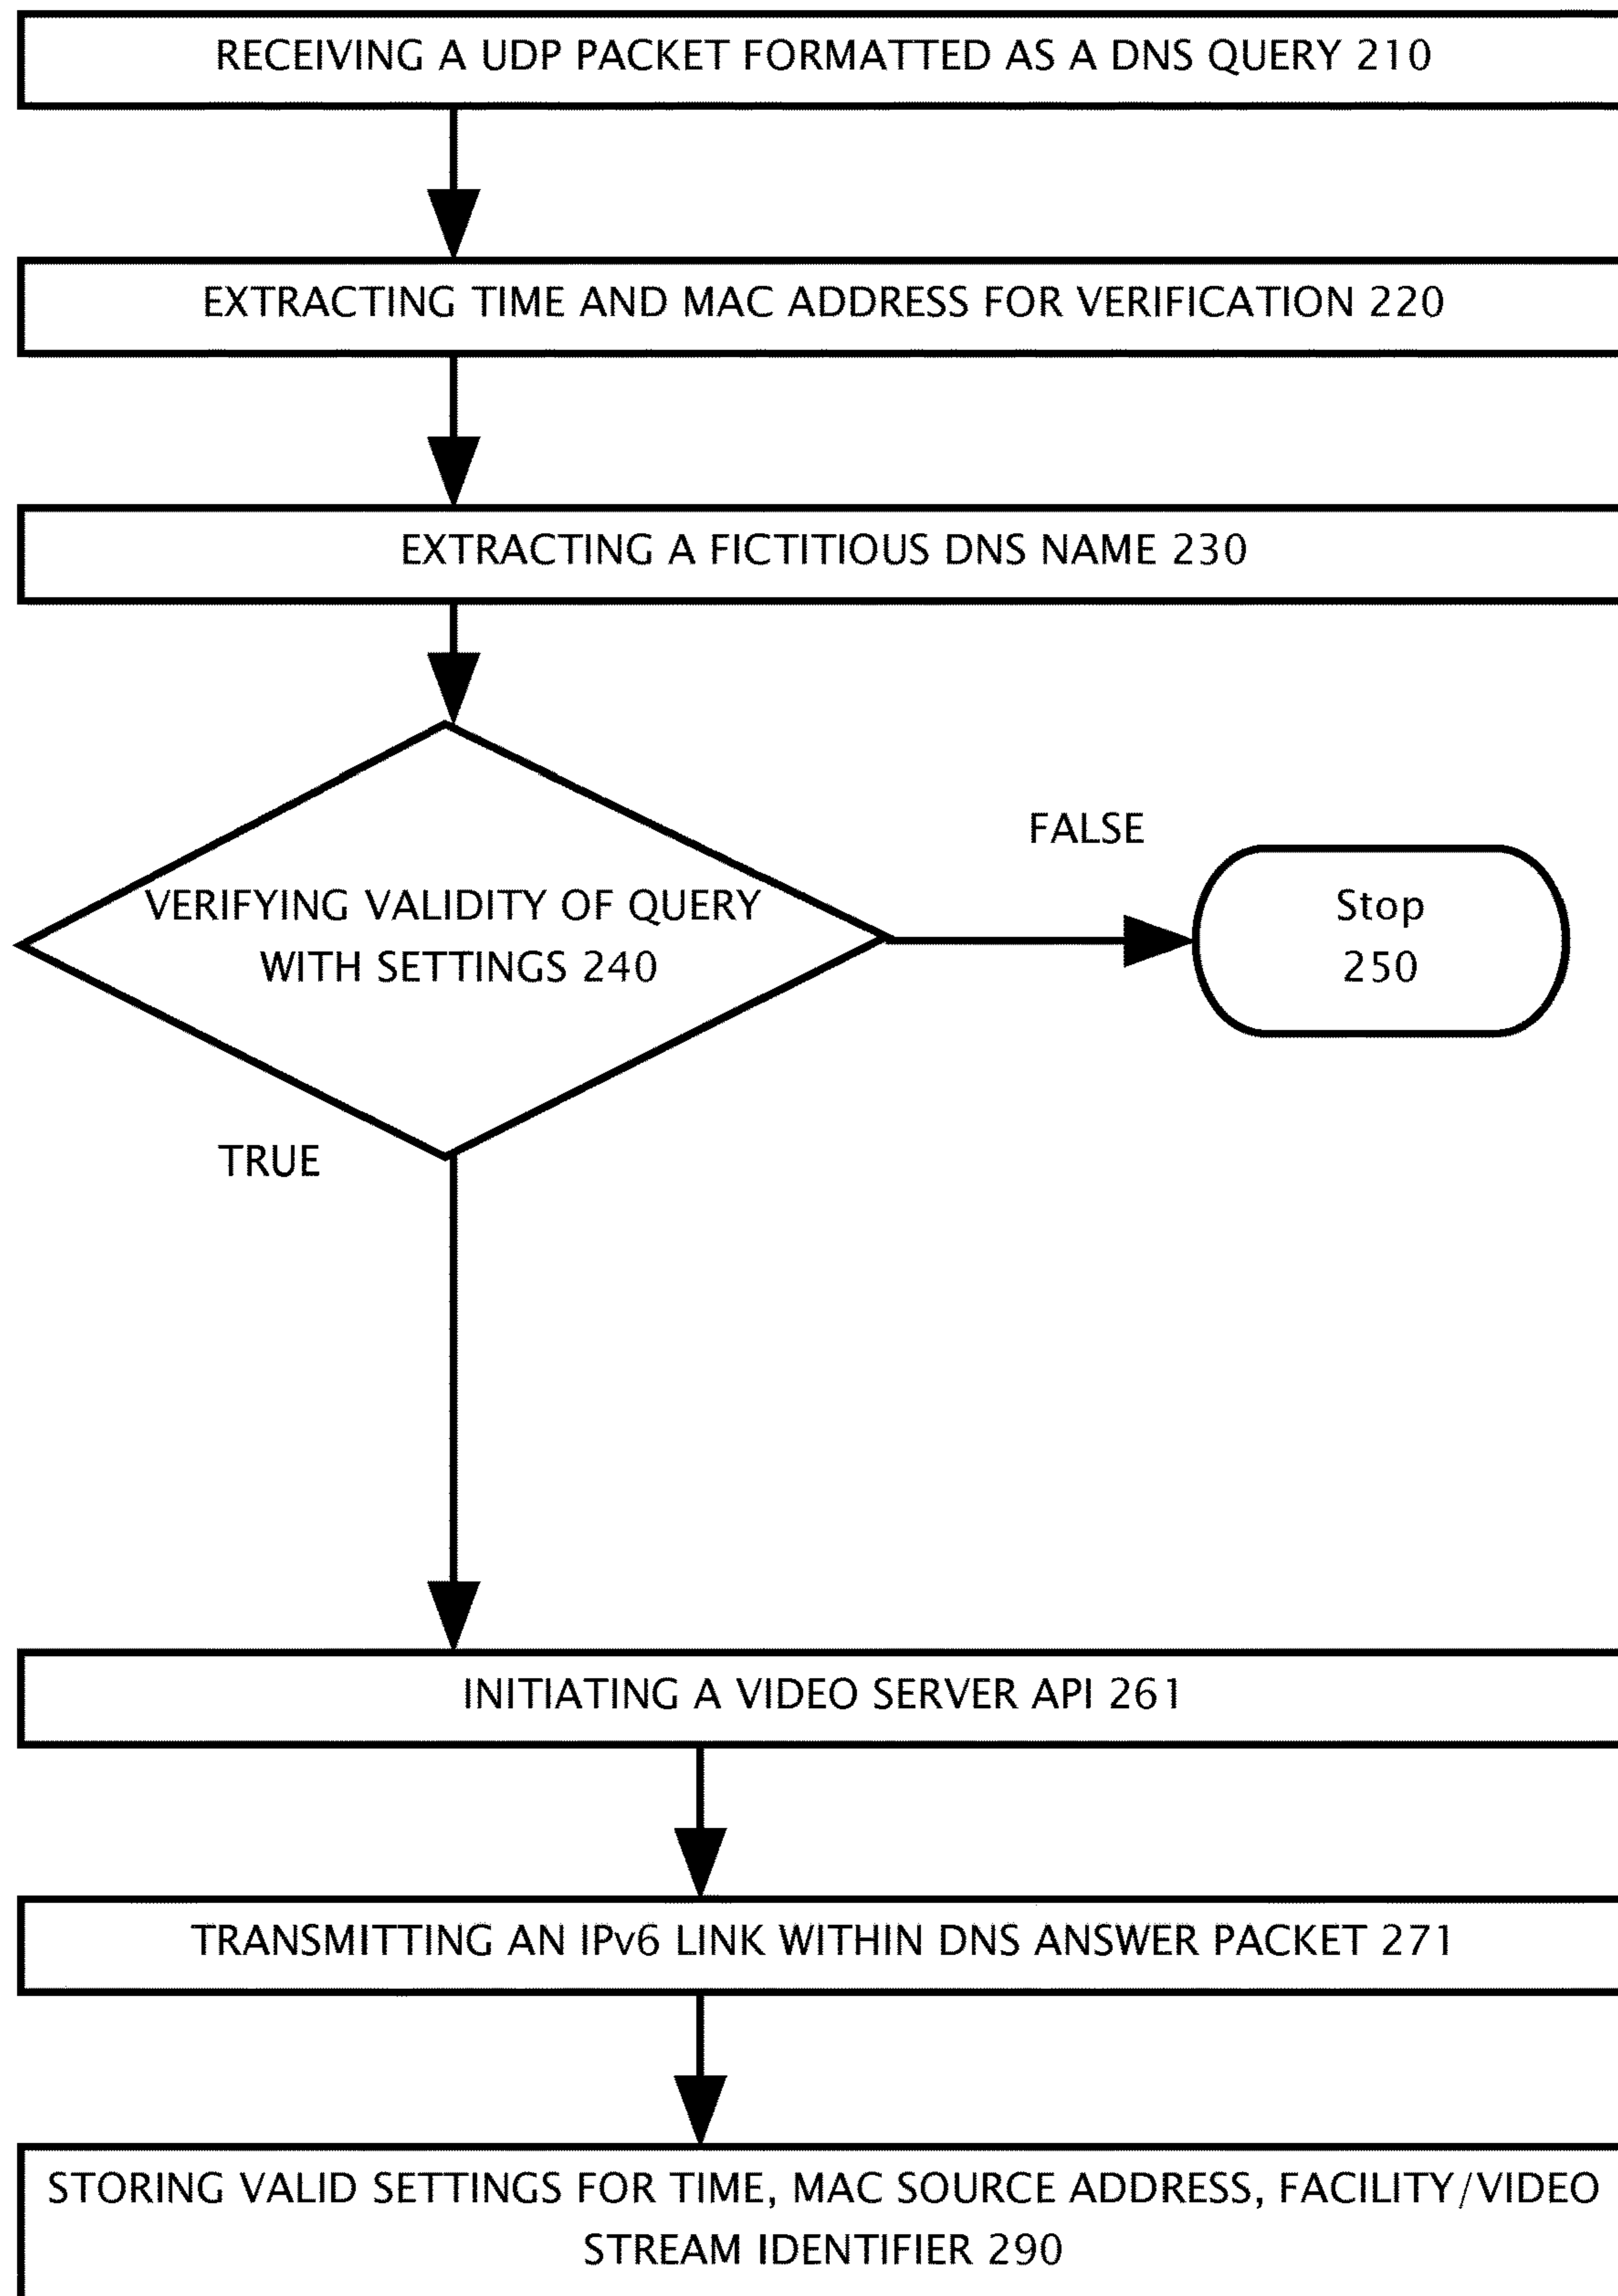 RECEIVING A UDP PACKET FORMATTED AS A DNS QUERY 210
EXTRACTING TIME AND MAC ADDRESS FOR VERIFICATION 220
EXTRACTING A FICTITIOUS DNS NAME 230
FALSE
VERIFYING VALIDITY OF QUERY
WITH SETTINGS 240
Stop
250
TRUE
INITIATING A VIDEO SERVER API 261
TRANSMITTING AN IPv6 LINK WITHIN DNS ANSWER PACKET 271
STORING VALID SETTINGS FOR TIME, MAC SOURCE ADDRESS, FACILITY/VIDEO
STREAM IDENTIFIER 290